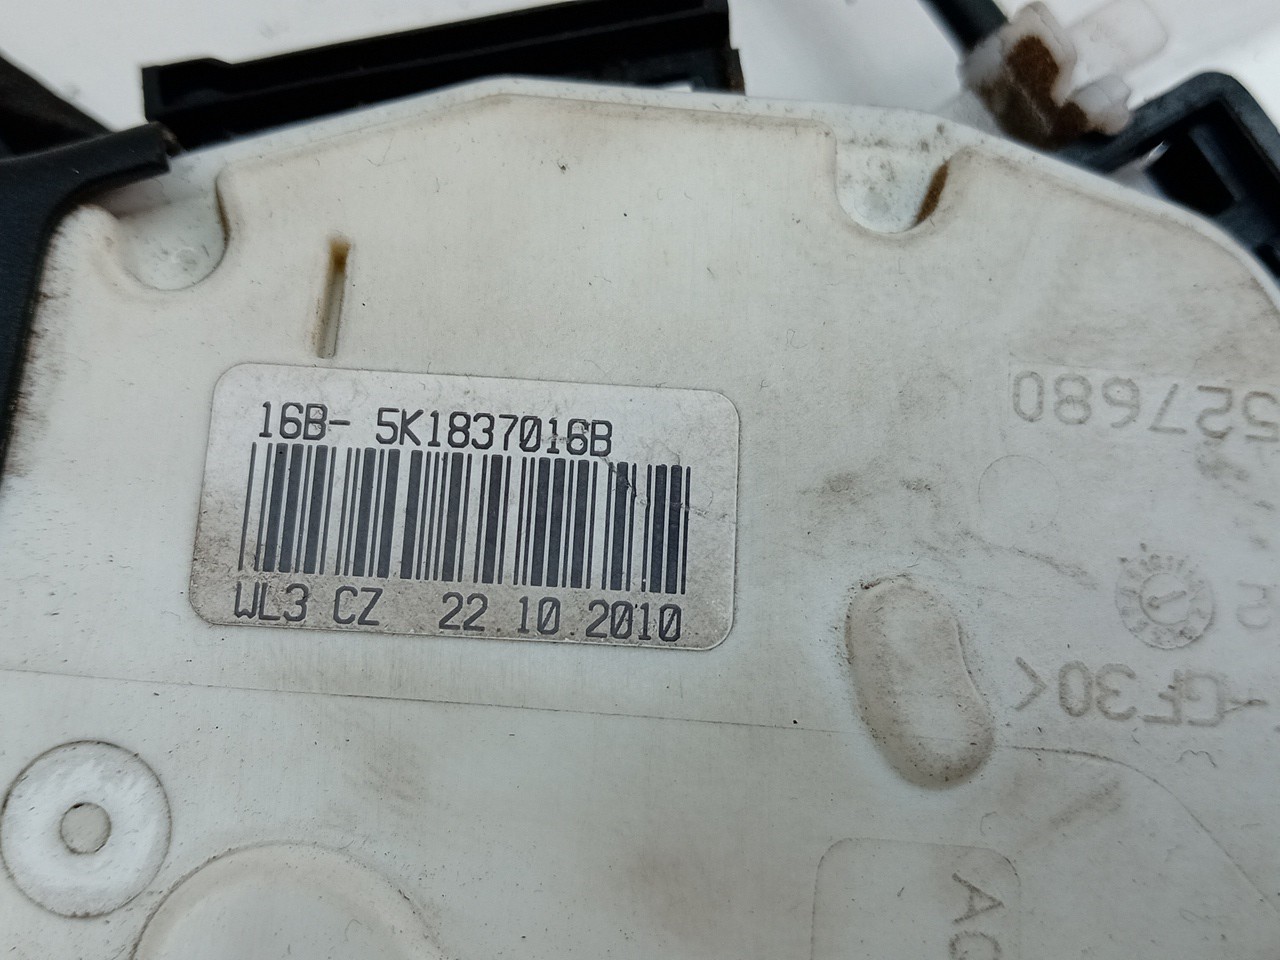 16B- 5K1837016B
WL3 CZ 22.10.2010
527680
GF30<